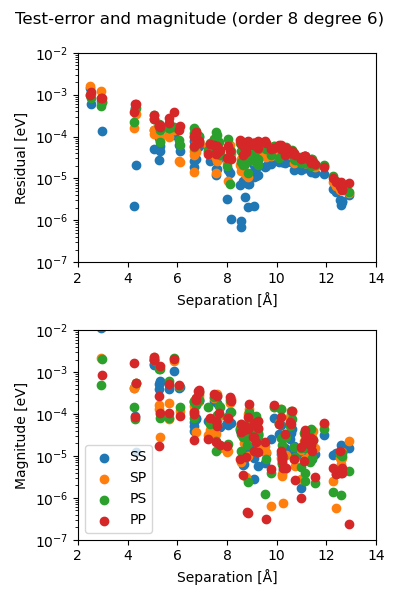 Test-error and magnitude (order 8 degree 6)
10⁻²
10⁻³
10⁻⁴
10⁻⁵
10⁻⁶
10⁻⁷
Residual [eV]
2 4 6 8 10 12 14
Separation [Å]
10⁻²
10⁻³
10⁻⁴
10⁻⁵
10⁻⁶
10⁻⁷
Magnitude [eV]
SS
SP
PS
PP
2 4 6 8 10 12 14
Separation [Å]